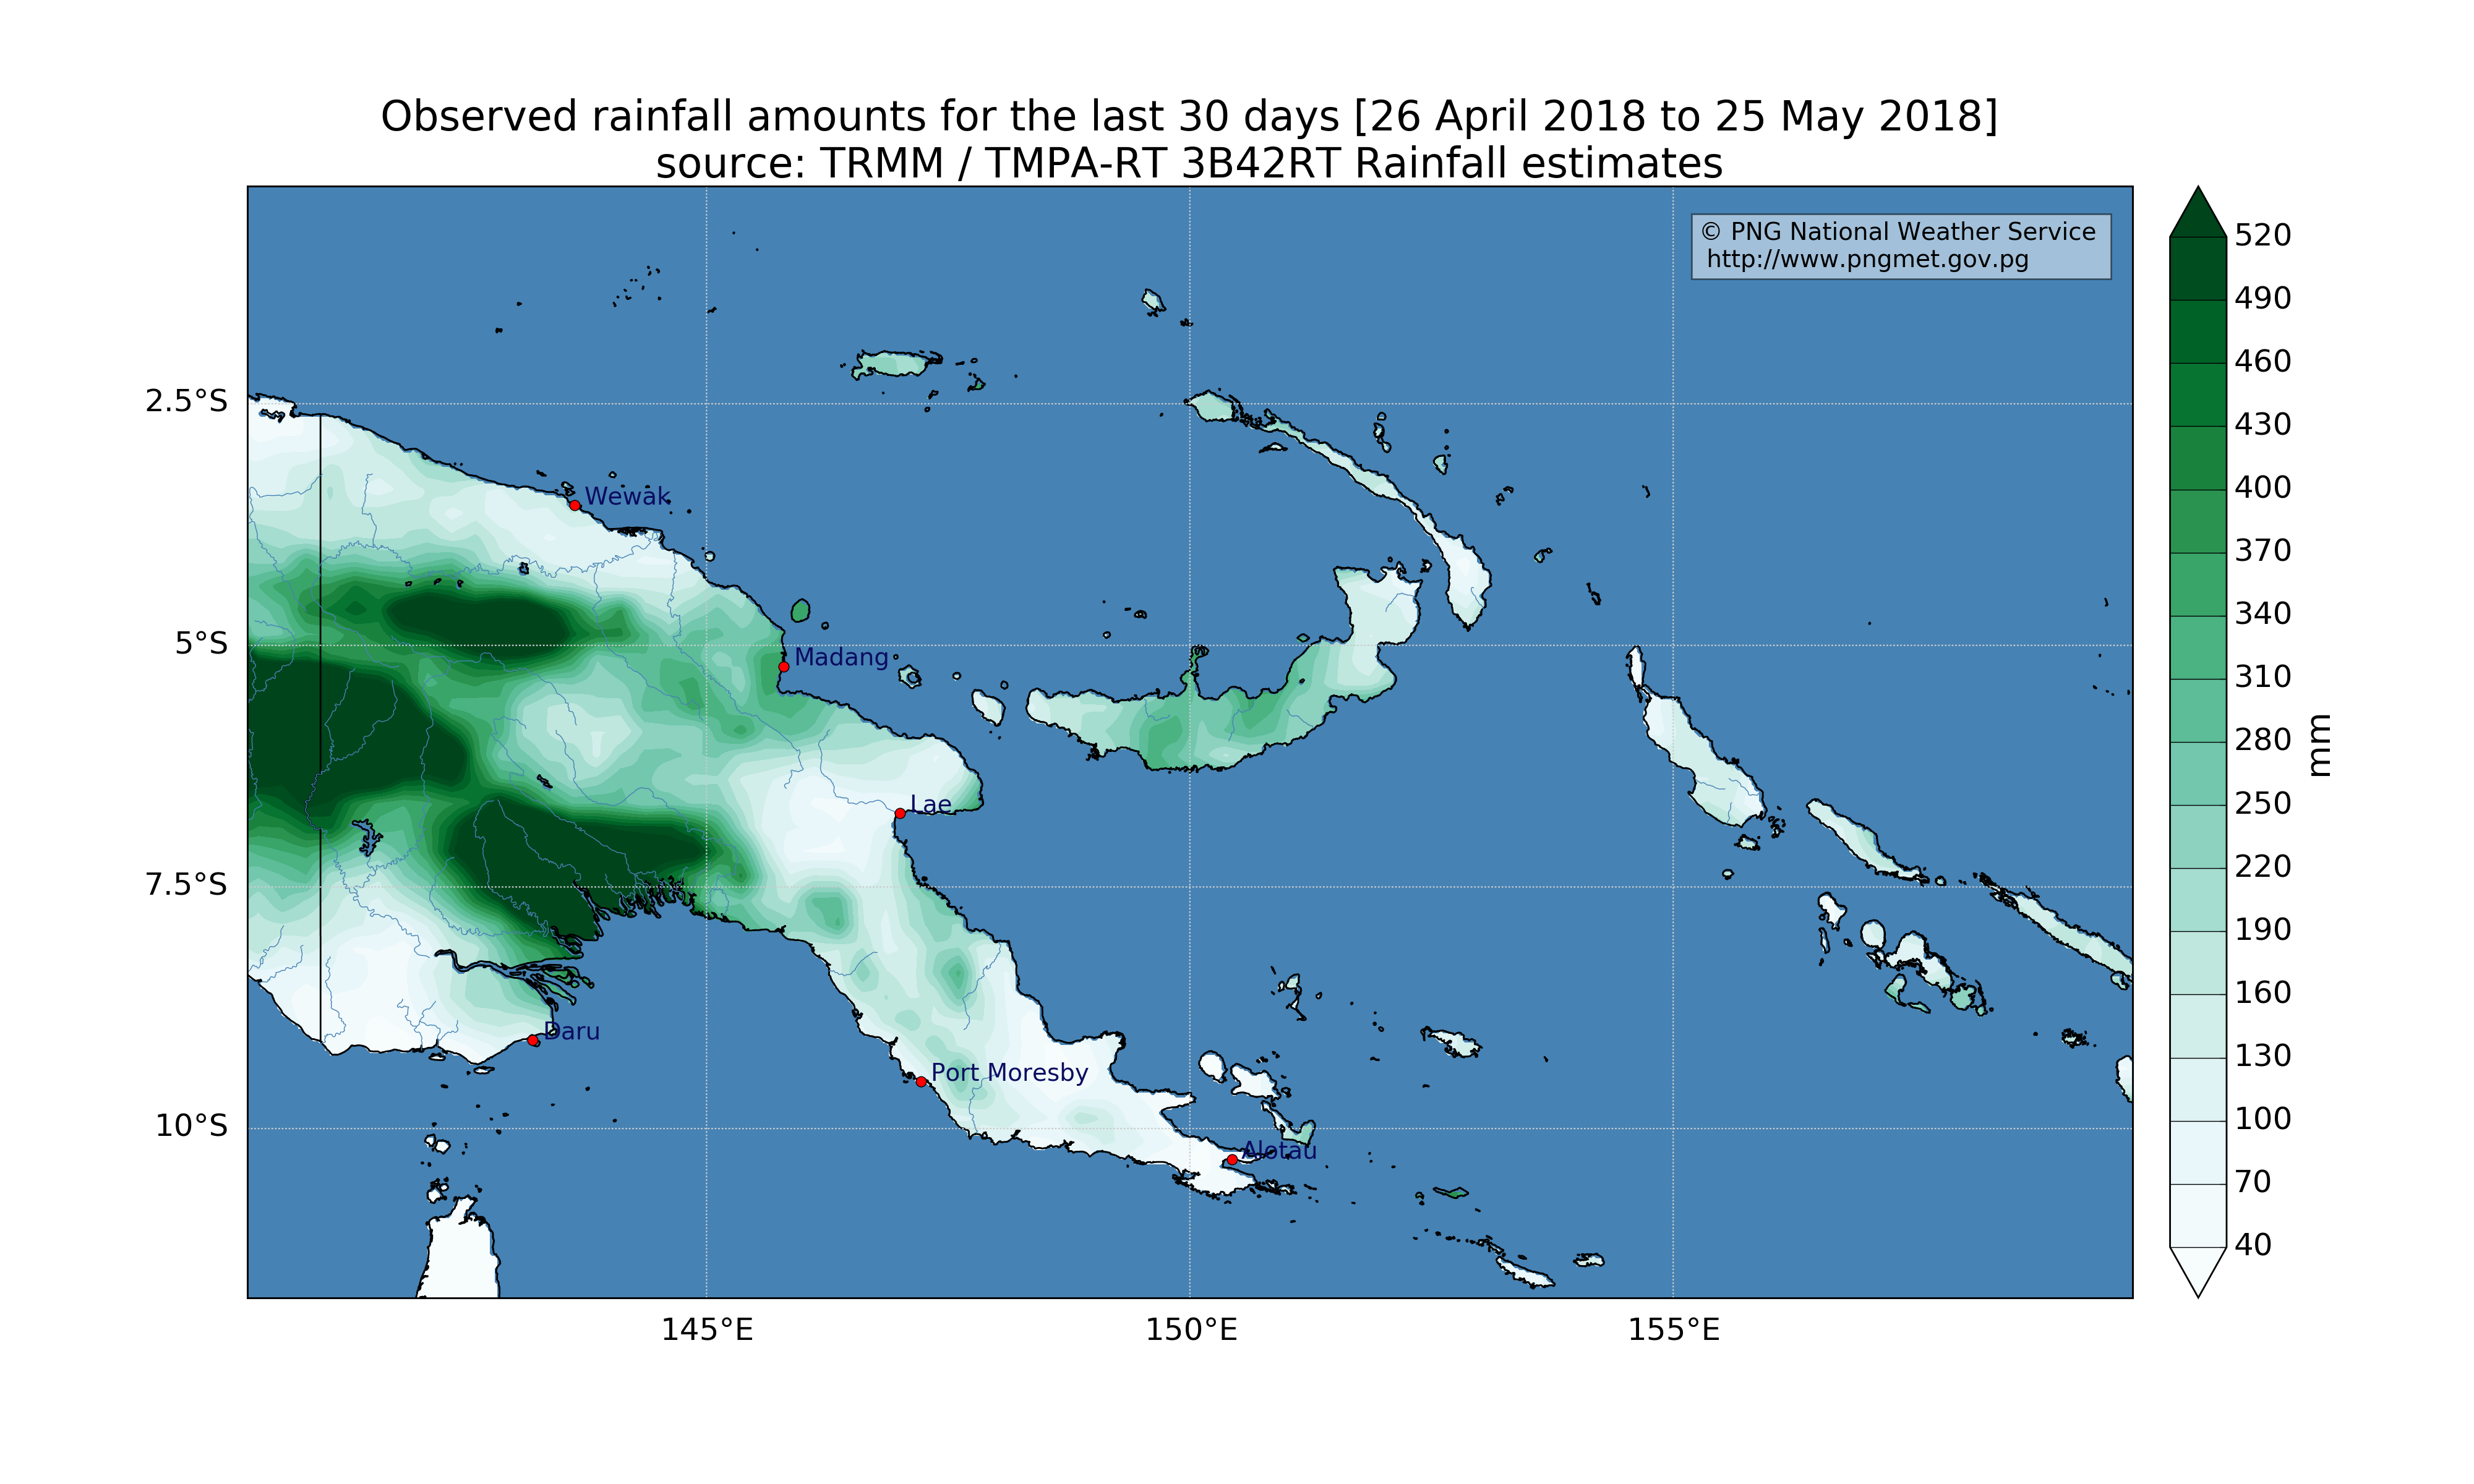 Observed rainfall amounts for the last 30 days [26 April 2018 to 25 May 2018]
source: TRMM / TMPA-RT 3B42RT Rainfall estimates
© PNG National Weather Service
http://www.pngmet.gov.pg
2.5°S
5°S
7.5°S
10°S
Wewak
Madang
Lae
Daru
Port Moresby
Alotau
145°E
150°E
155°E
520
490
460
430
400
370
340
310
280
250
220
190
160
130
100
70
40
mm